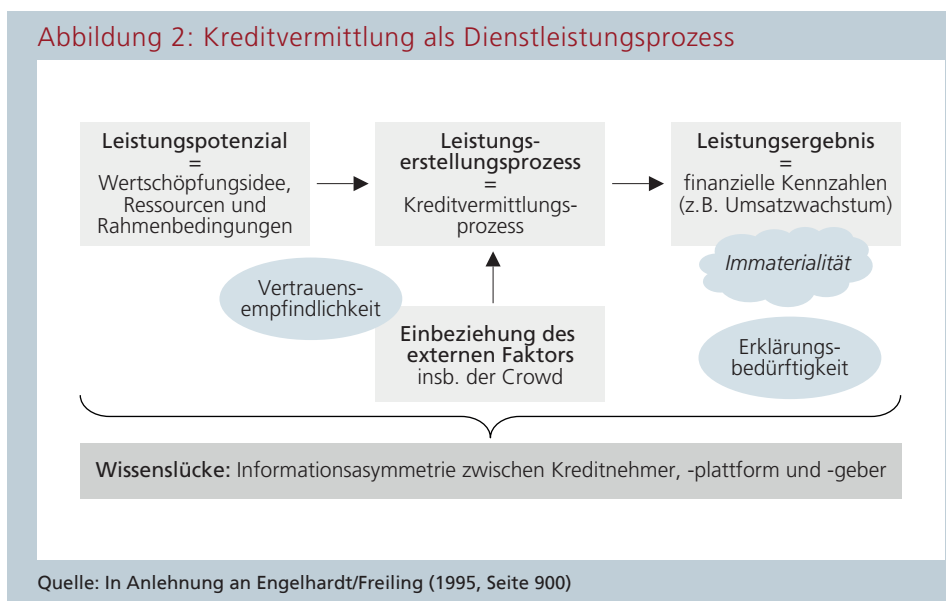 Abbildung 2: Kreditvermittlung als Dienstleistungsprozess
Leistungspotenzial
=
Wertschöpfungsidee,
Ressourcen und
Rahmenbedingungen
Leistungs-
erstellungsprozess
=
Kreditvermittlungs-
prozess
Leistungsergebnis
=
finanzielle Kennzahlen
(z.B. Umsatzwachstum)
Immaterialität
Vertrauens-
empfindlichkeit
Einbeziehung des
externen Faktors
insb. der Crowd
Erklärungs-
bedürftigkeit
Wissenslücke: Informationsasymmetrie zwischen Kreditnehmer, -plattform und -geber
Quelle: In Anlehnung an Engelhardt/Freiling (1995, Seite 900)